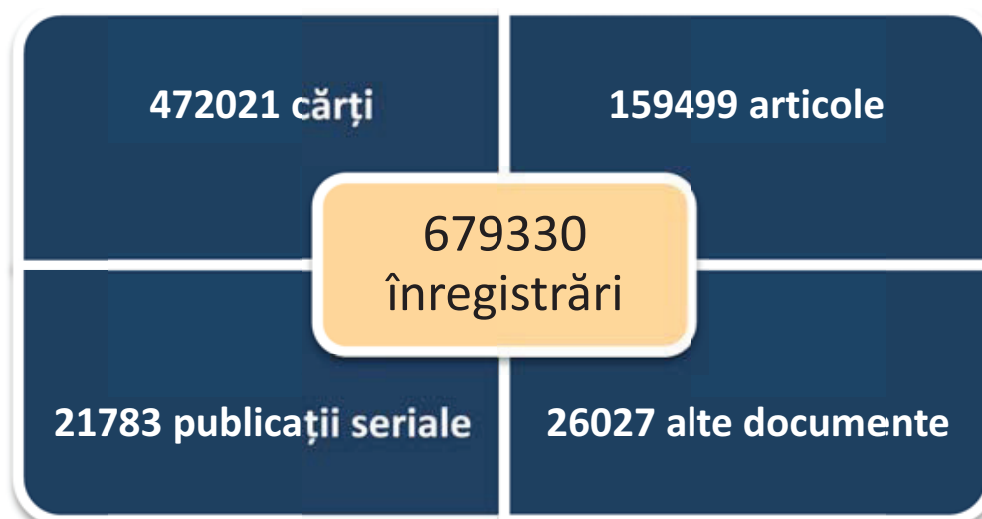 472021 cărți
159499 articole
679330
înregistrări
21783 publicații seriale
26027 alte documente